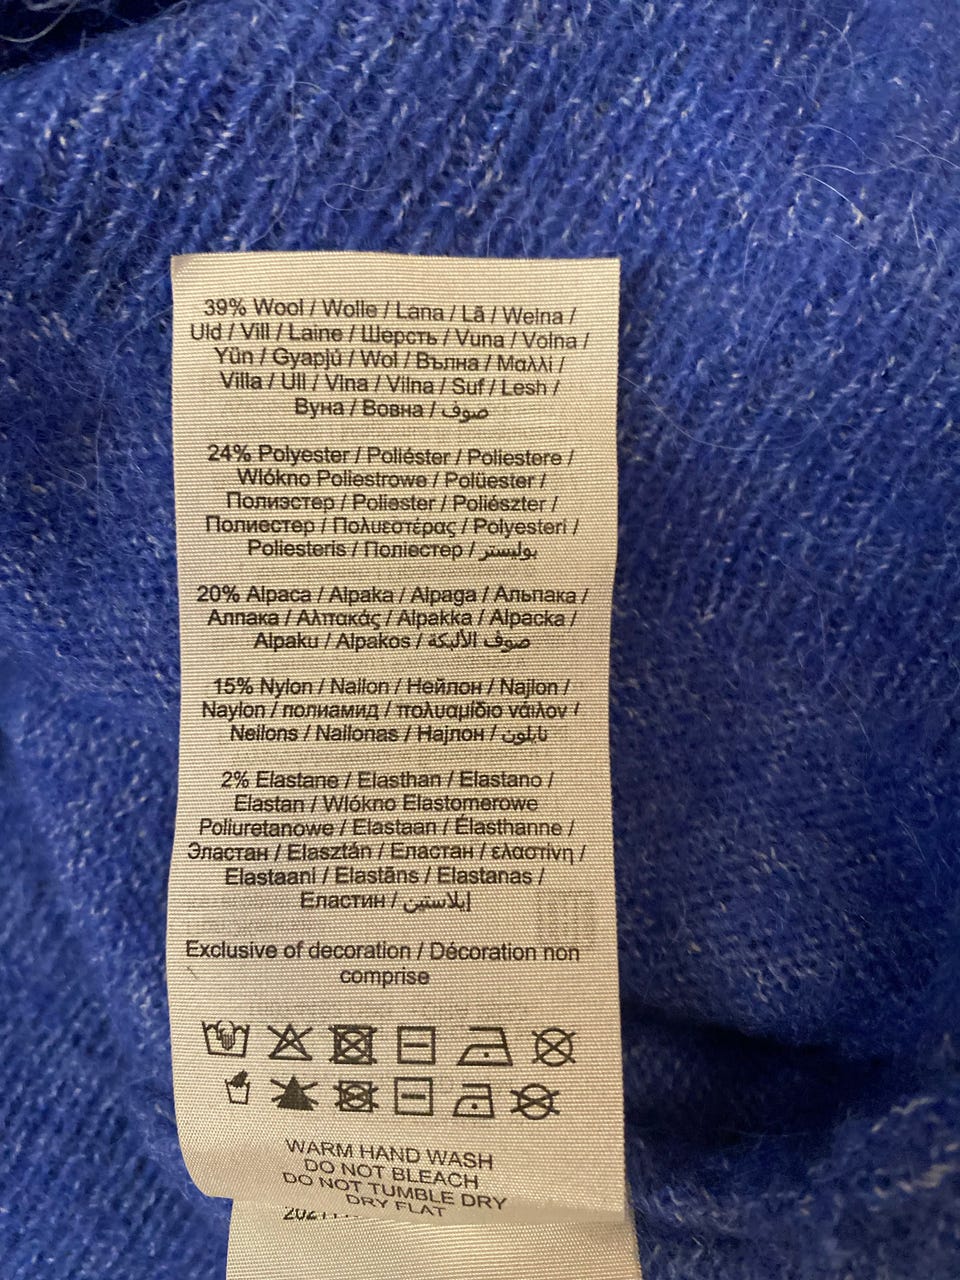 39% Wool / Wolle / Lana / Lã / Wełna /
Uld / Vill / Laine / Шерсть / Vuna / Volna /
Yün / Gyapjú / Wol / Вълна / Μαλλί /
Villa / Ull / Vlna / Vilna / Suf / Lesh /
Вуна / Вовна / صوف
24% Polyester / Poliéster / Poliestere /
Włókno Poliestrowe / Polüester /
Полиэстер / Poliester / Poliészter /
Полиестер / Πολυεστέρας / Polyesteri /
Poliesteris / Поліестер / بوليستر
20% Alpaca / Alpaka / Alpaga / Альпака /
Алпака / Αλπακάς / Alpakka / Alpacka /
Alpaku / Alpakos / صوف الألبكة
15% Nylon / Nailon / Нейлон / Najlon /
Naylon / полиамид / πολυαμίδιο νάιλον /
Neilons / Nailonas / Најлон / نايلون
2% Elastane / Elasthan / Elastano /
Elastan / Włókno Elastomerowe
Poliuretanowe / Elastaan / Élasthanne /
Эластан / Elasztán / Еластан / ελαστίνη /
Elastaani / Elastāns / Elastanas /
Еластин / إيلاستين
Exclusive of decoration / Décoration non
comprise
WARM HAND WASH
DO NOT BLEACH
DO NOT TUMBLE DRY
DRY FLAT